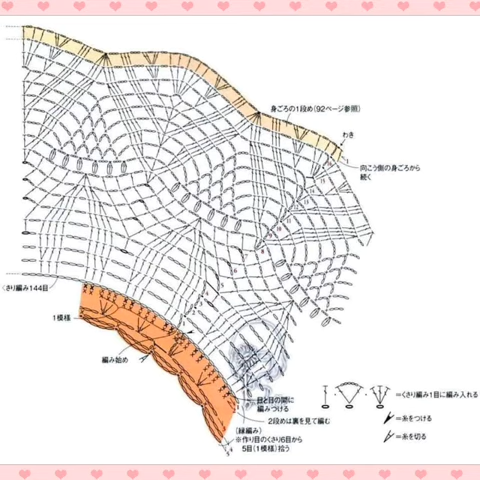 身ごろの1段め(92ページ参照)
わき
向こう側の身ごろから
続く
くさり編み144目
1模様
編み始め
目と目の間に
編みつける
2段めは裏を見て編む
(縁編み)
※作り目のくさり6目から
5目(1模様)拾う
=くさり編み1目に編み入れる
=糸をつける
=糸を切る